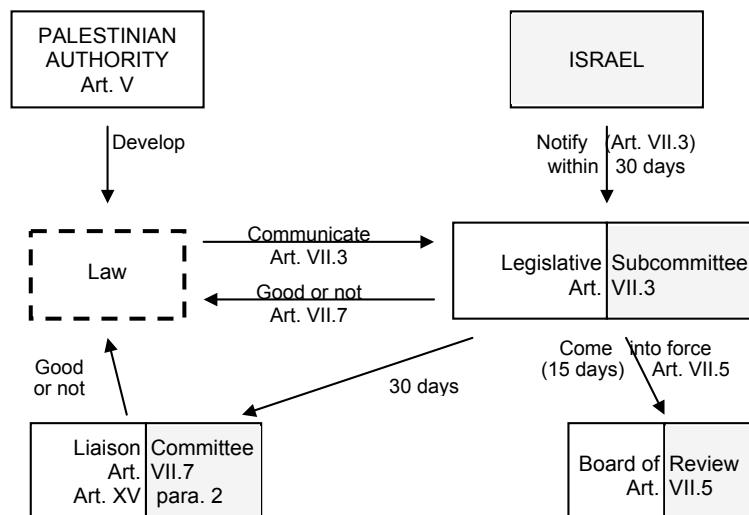 PALESTINIAN
AUTHORITY
Art. V
ISRAEL
Develop
Notify (Art. VII.3)
within 30 days
Law
Communicate
Art. VII.3
Good or not
Art. VII.7
Legislative Subcommittee
Art. VII.3
Good
or not
30 days
Come into force
(15 days) Art. VII.5
Liaison Committee
Art. VII.7
Art. XV para. 2
Board of Review
Art. VII.5